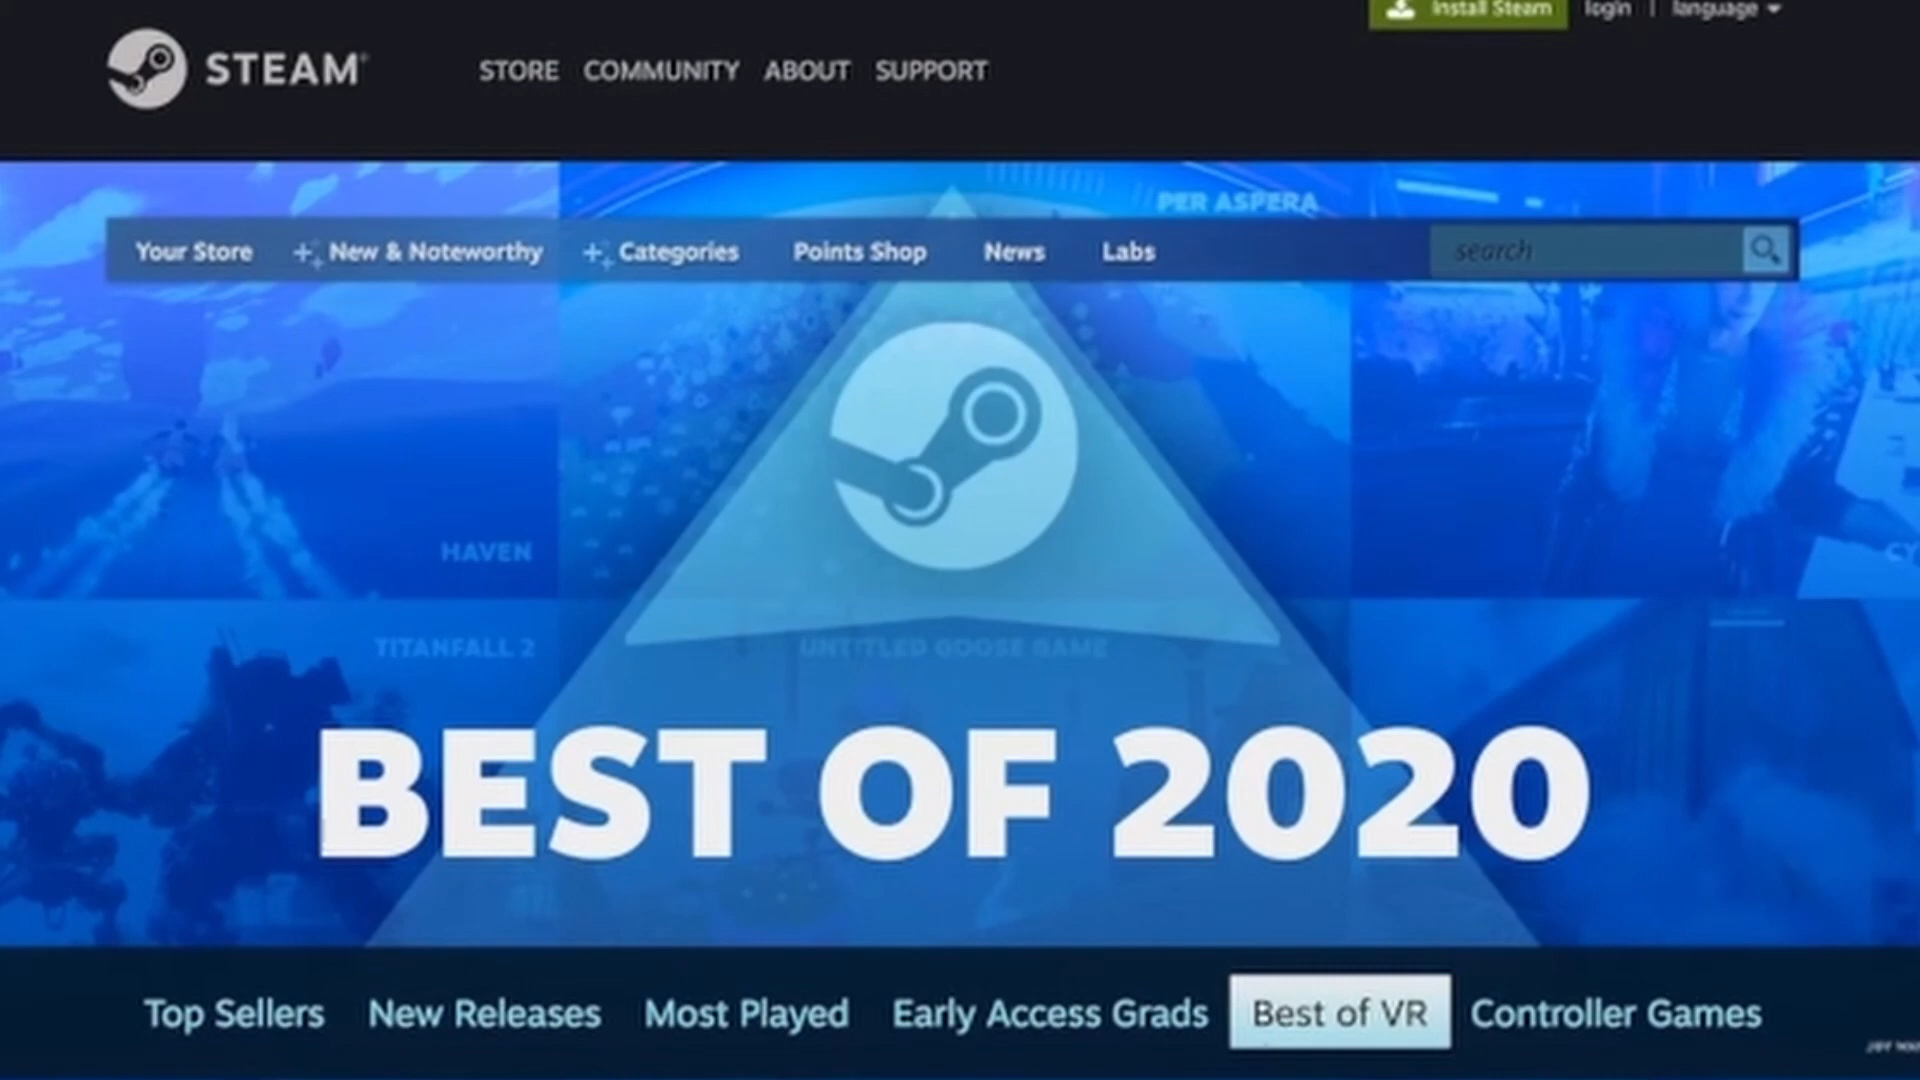 Install Steam login | language
STEAM
STORE COMMUNITY ABOUT SUPPORT
PER ASPERA
Your Store New & Noteworthy Categories Points Shop News Labs search
HAVEN
TITANFALL 2 UNTITLED GOOSE GAME
BEST OF 2020
Top Sellers New Releases Most Played Early Access Grads Best of VR Controller Games